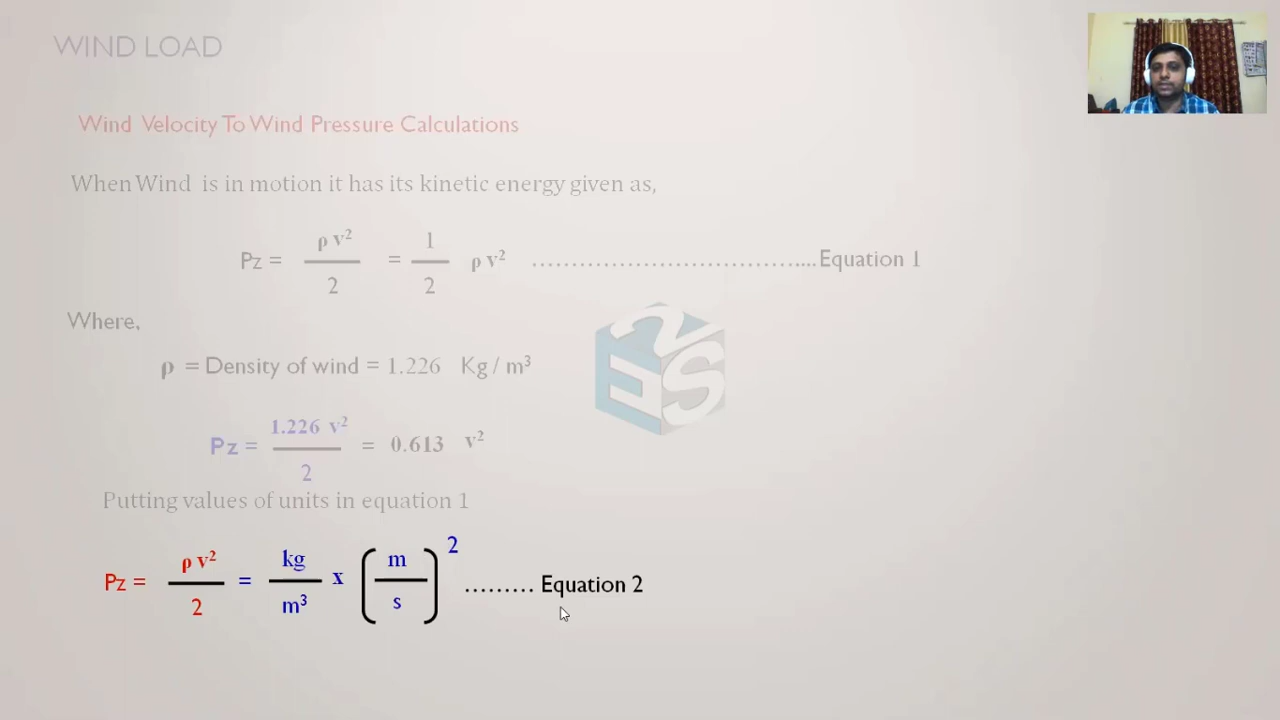 WIND LOAD
Wind Velocity To Wind Pressure Calculations
When Wind is in motion it has its kinetic energy given as,
Pz = ρ v² / 2 = 1 / 2 ρ v² ……………………………... Equation 1
Where,
ρ = Density of wind = 1.226 Kg / m³
Pz = 1.226 v² / 2 = 0.613 v²
Putting values of units in equation 1
Pz = ρ v² / 2 = kg / m³ x ( m / s )² ……… Equation 2
E2S